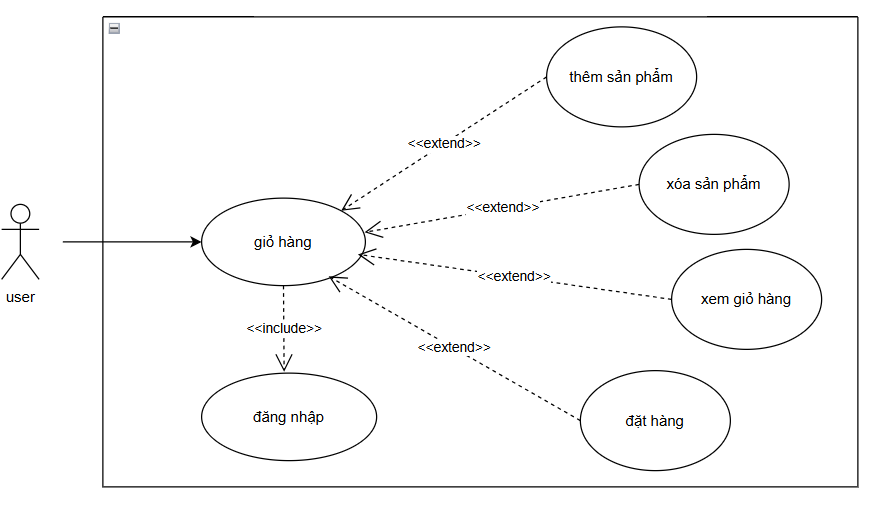 thêm sản phẩm
<<extend>>
xóa sản phẩm
<<extend>>
giỏ hàng
<<extend>>
xem giỏ hàng
user
<<include>>
<<extend>>
đăng nhập
đặt hàng